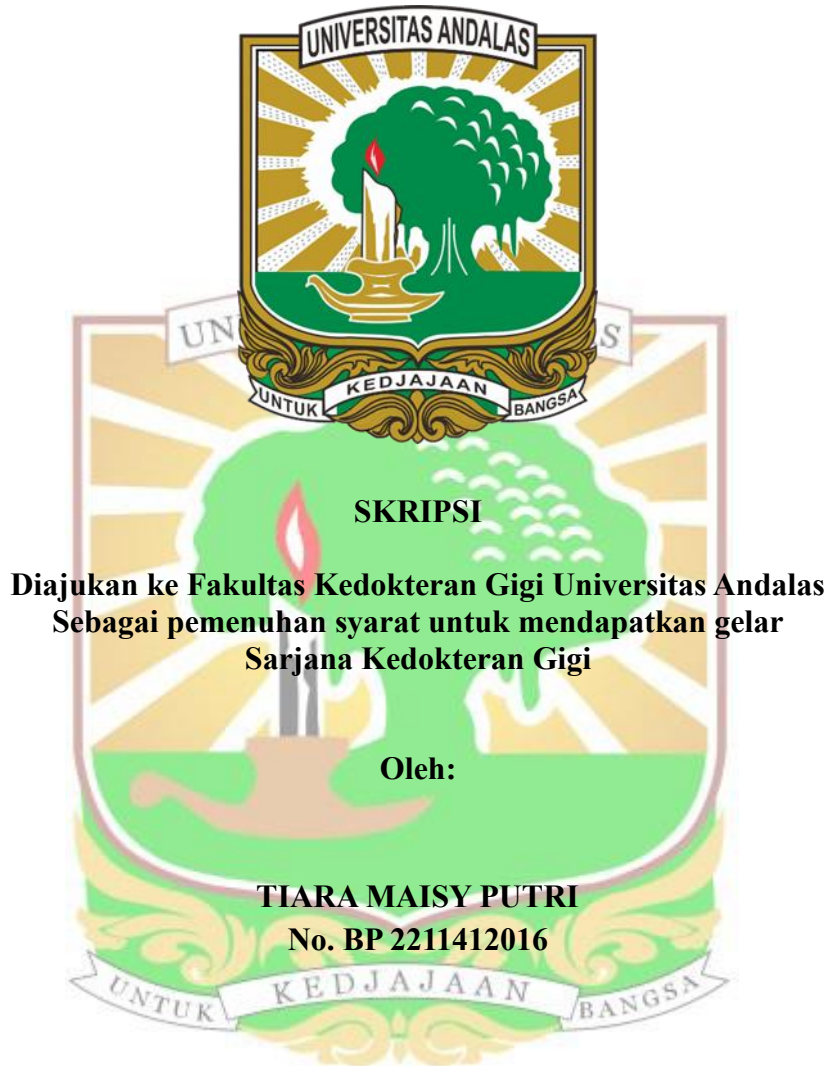 UNIVERSITAS ANDALAS
UNTUK KEDJAJAAN BANGSA
SKRIPSI
Diajukan ke Fakultas Kedokteran Gigi Universitas Andalas
Sebagai pemenuhan syarat untuk mendapatkan gelar
Sarjana Kedokteran Gigi
Oleh:
TIARA MAISY PUTRI
No. BP 2211412016
UNTUK KEDJAJAAN BANGSA